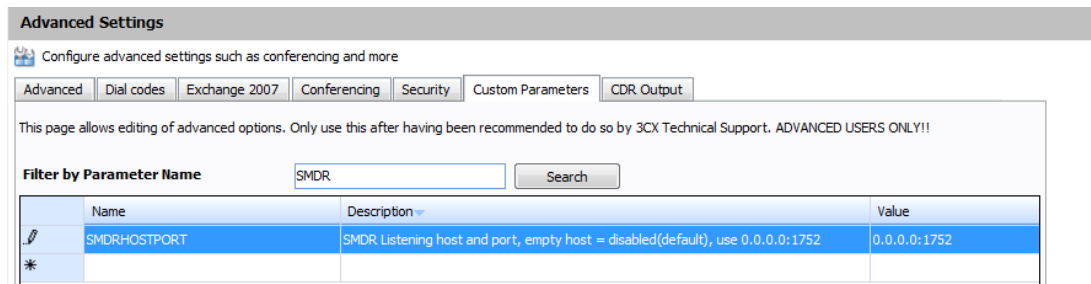 Advanced Settings
Configure advanced settings such as conferencing and more
Advanced Dial codes Exchange 2007 Conferencing Security Custom Parameters CDR Output
This page allows editing of advanced options. Only use this after having been recommended to do so by 3CX Technical Support. ADVANCED USERS ONLY!!
Filter by Parameter Name SMDR Search
Name Description Value
SMDRHOSTPORT SMDR Listening host and port, empty host = disabled(default), use 0.0.0.0:1752 0.0.0.0:1752